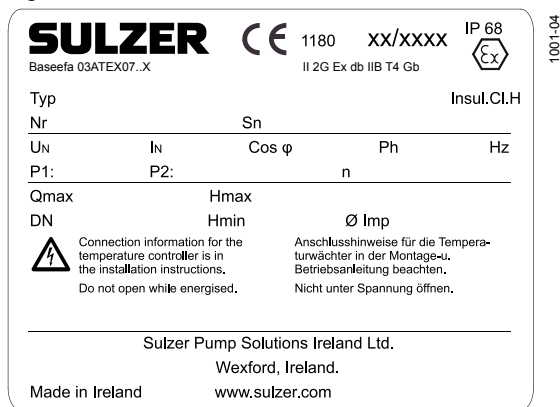 SULZER CE 1180 xx/xxxx IP 68
Baseefa 03ATEX07..X II 2G Ex db IIB T4 Gb Ex
1001-04
Typ Insul.Cl.H
Nr Sn
UN IN Cos φ Ph Hz
P1: P2: n
Qmax Hmax
DN Hmin Ø Imp
Connection information for the
temperature controller is in
the installation instructions.
Do not open while energised.
Anschlusshinweise für die Tempera-
turwächter in der Montage-u.
Betriebsanleitung beachten.
Nicht unter Spannung öffnen.
Sulzer Pump Solutions Ireland Ltd.
Wexford, Ireland.
Made in Ireland www.sulzer.com